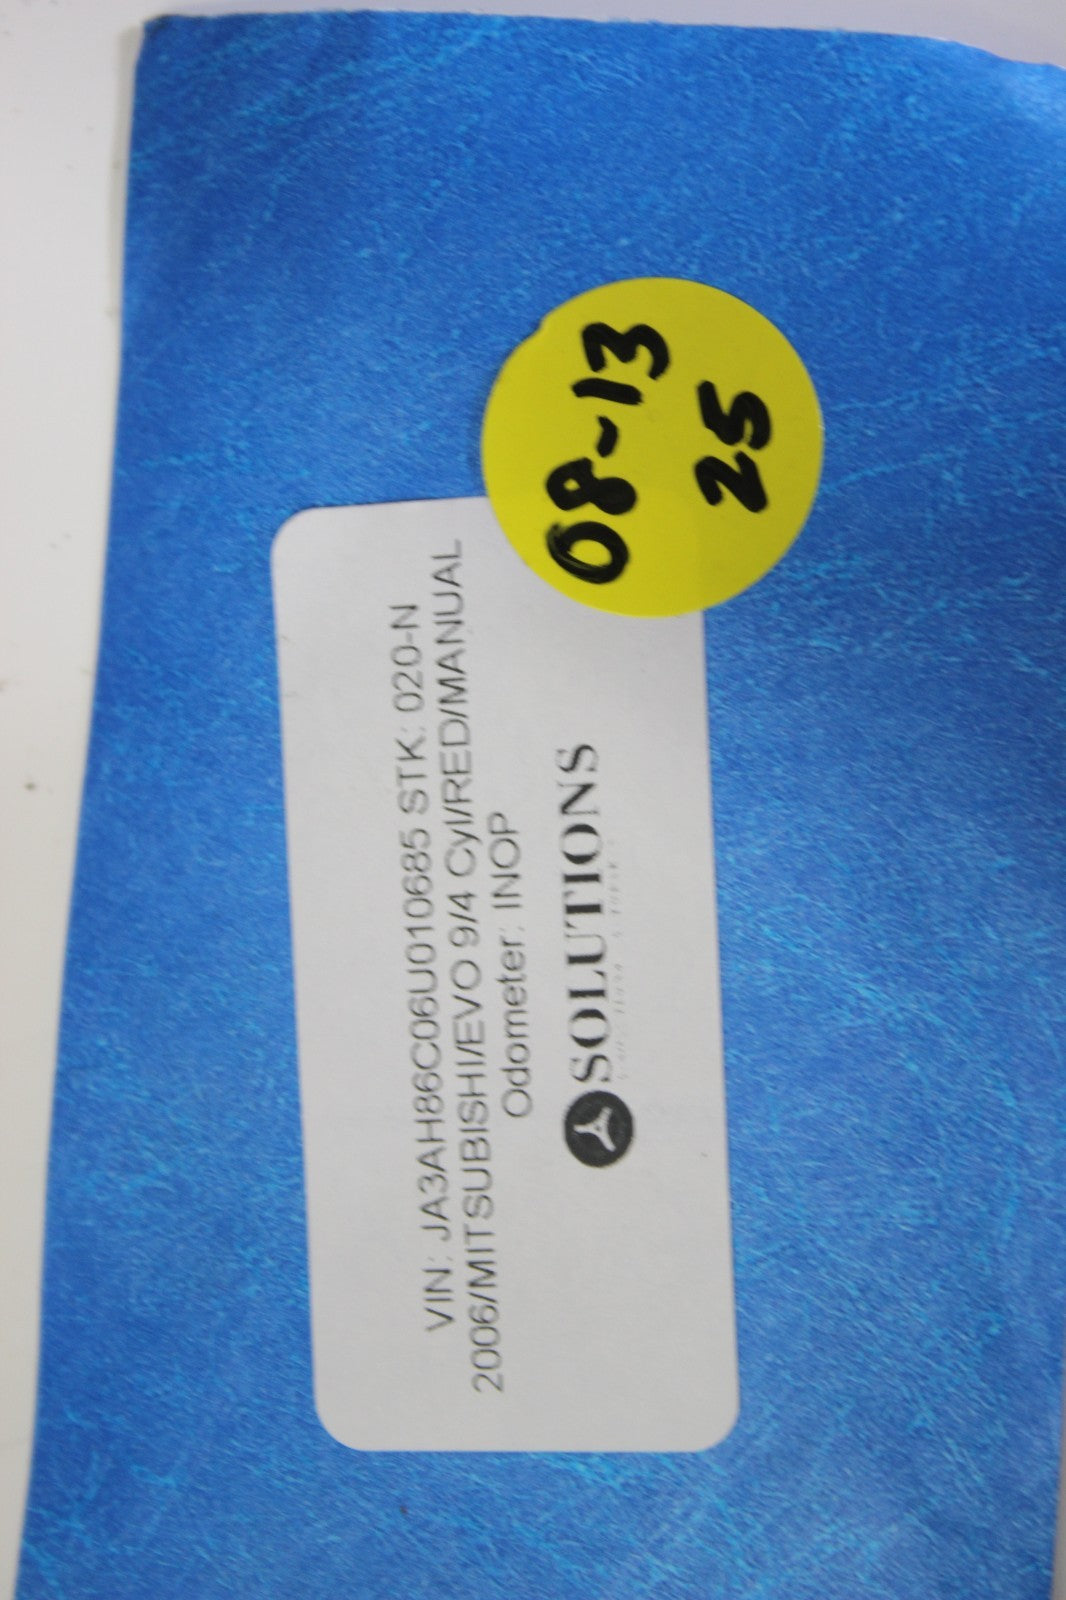 VIN: JA3AH86C06U010685 STK: 020-N
2006/MITSUBISHI/EVO 9/4 Cyl/RED/MANUAL
Odometer: INOP
SOLUTIONS
08-13
25